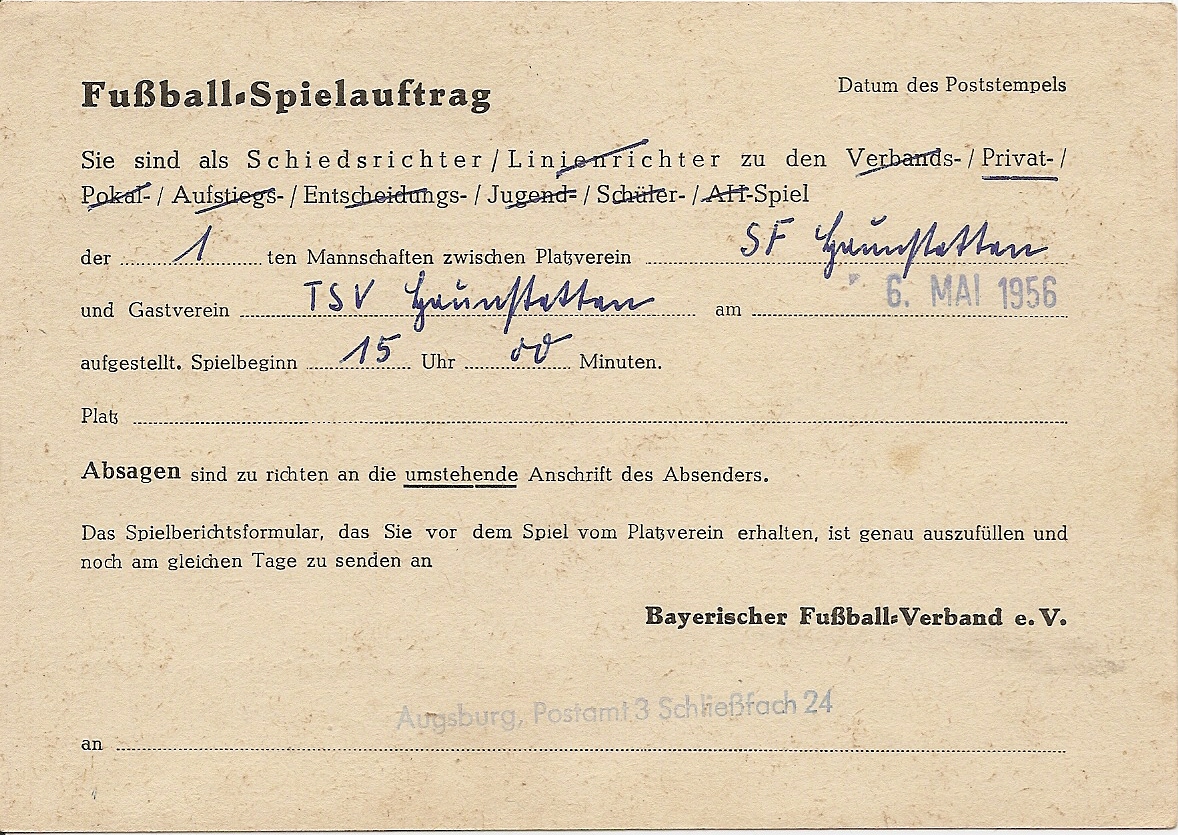 Fußball-Spielauftrag
Datum des Poststempels
Sie sind als Schiedsrichter/Linienrichter zu den Verbands-/Privat-/
Pokal-/Aufstiegs-/Entscheidungs-/Jugend-/Schüler-/AH-Spiel
der 1 ten Mannschaften zwischen Platzverein SF Haunstetten
und Gastverein TSV Haunstetten am 6. MAI 1956
aufgestellt. Spielbeginn 15 Uhr 00 Minuten.
Platz
Absagen sind zu richten an die umstehende Anschrift des Absenders.
Das Spielberichtsformular, das Sie vor dem Spiel vom Platzverein erhalten, ist genau auszufüllen und
noch am gleichen Tage zu senden an
Bayerischer Fußball-Verband e.V.
Augsburg, Postamt 3 Schließfach 24
an